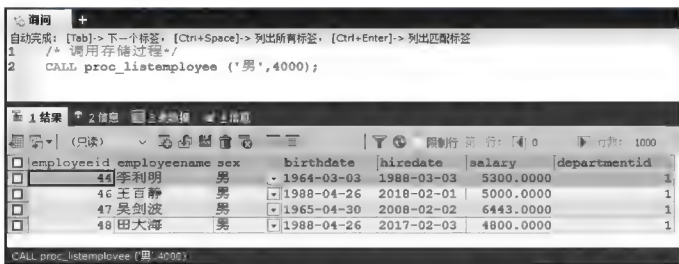 询问 +
自动完成: [Tab]-> 下一个标签, [Ctrl+Space]-> 列出所有标签, [Ctrl+Enter]-> 列出匹配标签
1 /* 调用存储过程*/
2 CALL proc_listemployee ('男',4000);
1 结果 2 信息
(只读) 限制行 第一行: 0 行数: 1000
employeeid employeename sex birthdate hiredate salary departmentid
44 李利明 男 1964-03-03 1988-03-03 5300.0000 1
46 王百静 男 1988-04-26 2018-02-01 5000.0000 1
47 吴剑波 男 1965-04-30 2008-02-02 6443.0000 1
48 田大海 男 1988-04-26 2017-02-03 4800.0000 1
CALL proc_listemployee ('男',4000)